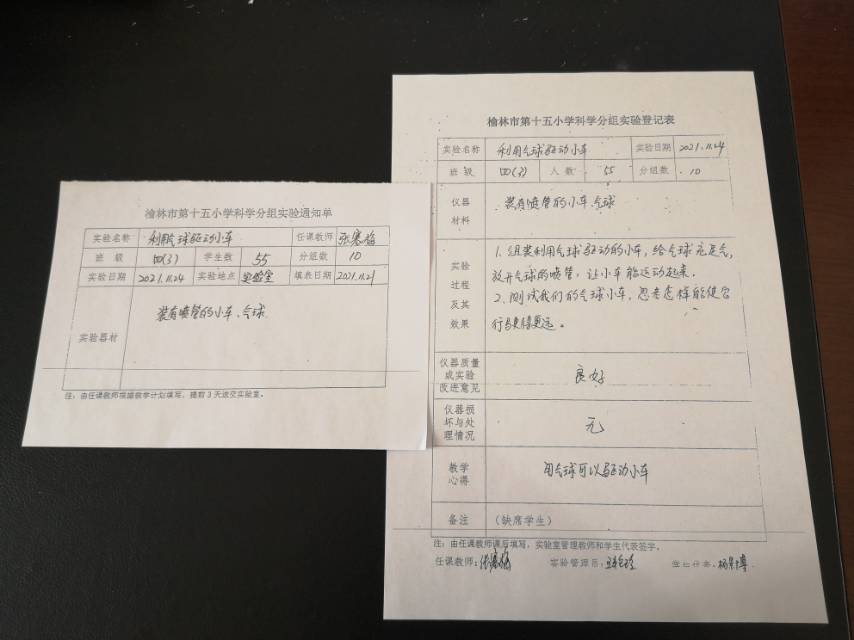 榆林市第十五小学科学分组实验通知单
实验名称 利用气球驱动小车 任课教师
班 级 四(3) 学生数 55 分组数 10
实验日期 2021.11.24 实验地点 实验室 填表日期 2021.11.21
实验器材 装有喷管的小车、气球
注：由任课教师根据教学计划填写，提前3天送交实验室。
榆林市第十五小学科学分组实验登记表
实验名称 利用气球驱动小车 实验日期 2021.11.24
班 级 四(3) 人 数 55 分组数 10
仪器
材料
装有喷管的小车、气球
实验
过程
及其
效果
1、组装利用气球驱动的小车，给气球充足气，
放开气球的喷管，让小车能运动起来。
2、测试我们的气球小车，思考怎样能使它
行驶得更远。
仪器质量
或实验
改进意见
良好
仪器损
坏与处
理情况
无
教学
心得
用气球可以驱动小车
备注 （缺席学生）
注：由任课教师课后填写，实验室管理教师和学生代表签字。
任课教师： 实验管理员：